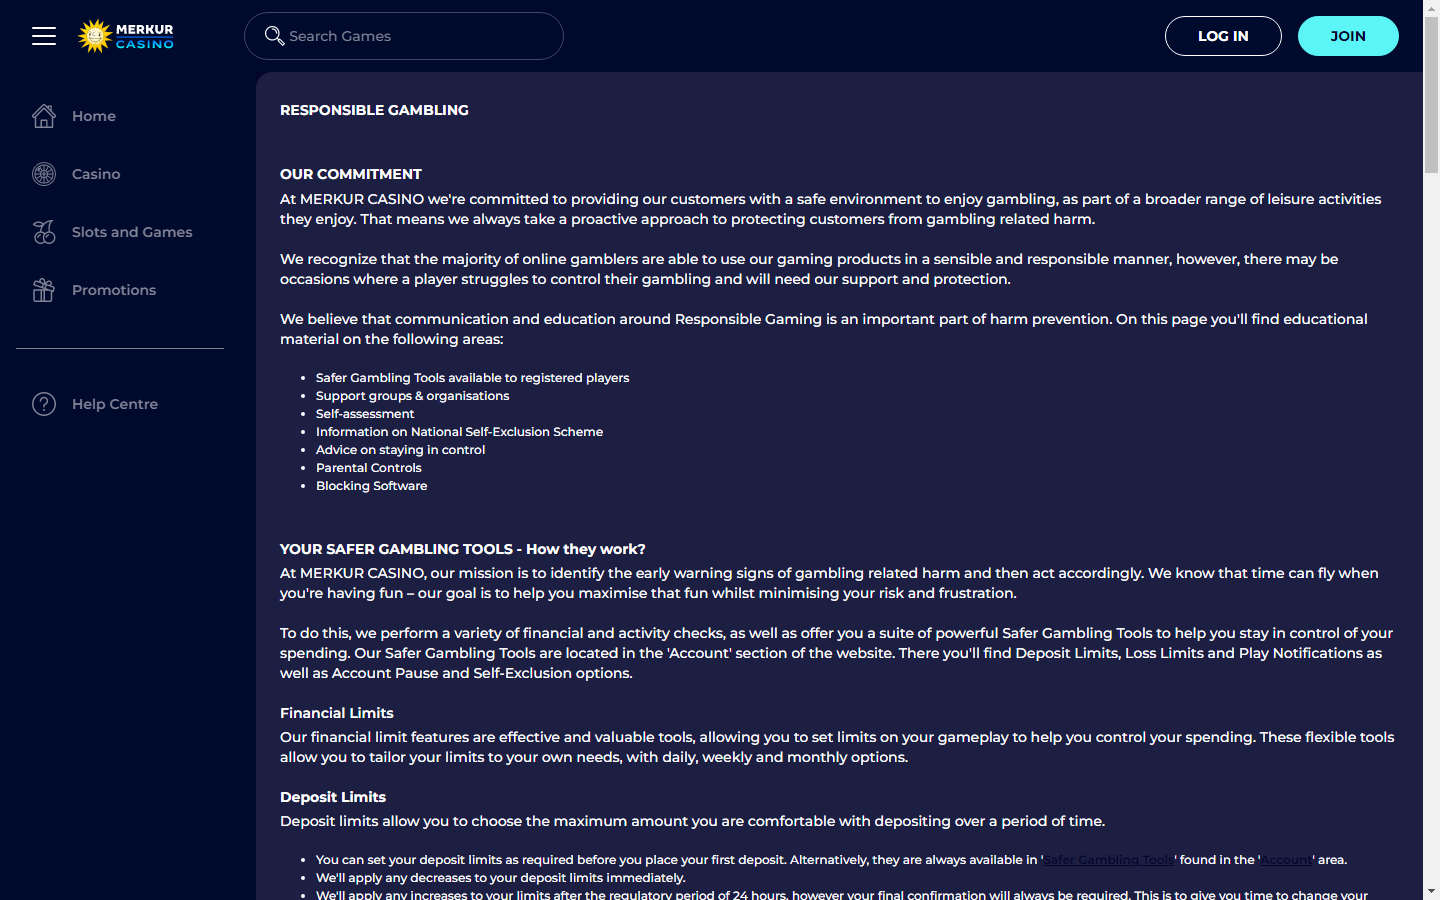 MERKUR
CASINO
Search Games
LOG IN
JOIN
Home
Casino
Slots and Games
Promotions
Help Centre
RESPONSIBLE GAMBLING
OUR COMMITMENT
At MERKUR CASINO we're committed to providing our customers with a safe environment to enjoy gambling, as part of a broader range of leisure activities
they enjoy. That means we always take a proactive approach to protecting customers from gambling related harm.
We recognize that the majority of online gamblers are able to use our gaming products in a sensible and responsible manner, however, there may be
occasions where a player struggles to control their gambling and will need our support and protection.
We believe that communication and education around Responsible Gaming is an important part of harm prevention. On this page you'll find educational
material on the following areas:
• Safer Gambling Tools available to registered players
• Support groups & organisations
• Self-assessment
• Information on National Self-Exclusion Scheme
• Advice on staying in control
• Parental Controls
• Blocking Software
YOUR SAFER GAMBLING TOOLS - How they work?
At MERKUR CASINO, our mission is to identify the early warning signs of gambling related harm and then act accordingly. We know that time can fly when
you're having fun – our goal is to help you maximise that fun whilst minimising your risk and frustration.
To do this, we perform a variety of financial and activity checks, as well as offer you a suite of powerful Safer Gambling Tools to help you stay in control of your
spending. Our Safer Gambling Tools are located in the 'Account' section of the website. There you'll find Deposit Limits, Loss Limits and Play Notifications as
well as Account Pause and Self-Exclusion options.
Financial Limits
Our financial limit features are effective and valuable tools, allowing you to set limits on your gameplay to help you control your spending. These flexible tools
allow you to tailor your limits to your own needs, with daily, weekly and monthly options.
Deposit Limits
Deposit limits allow you to choose the maximum amount you are comfortable with depositing over a period of time.
• You can set your deposit limits as required before you place your first deposit. Alternatively, they are always available in 'Safer Gambling Tools' found in the 'Account' area.
• We'll apply any decreases to your deposit limits immediately.
• We'll apply any increases to your limits after the regulatory period of 24 hours, however your final confirmation will always be required. This is to give you time to change your